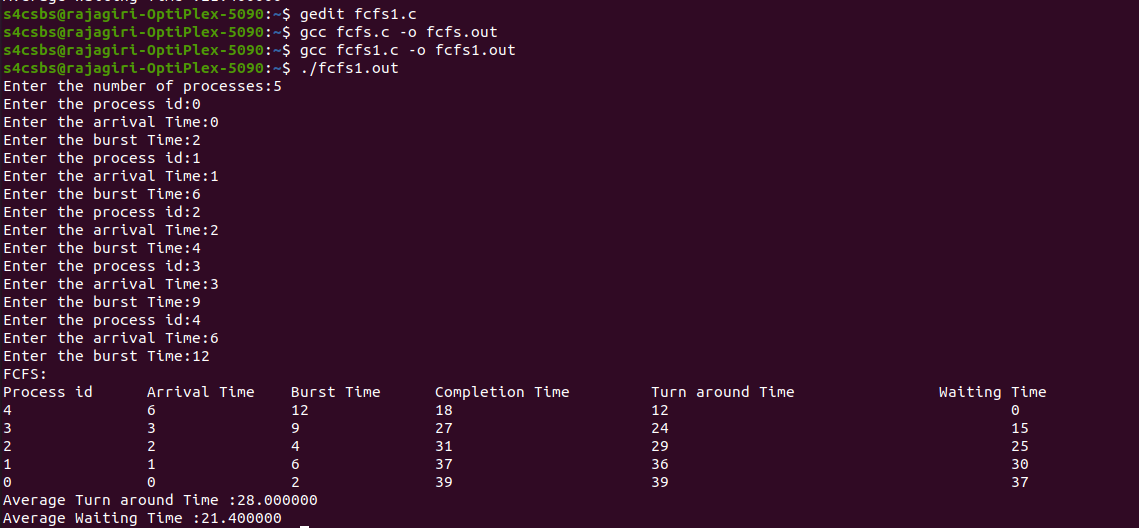 s4csbs@rajagiri-OptiPlex-5090:~$ gedit fcfs1.c
s4csbs@rajagiri-OptiPlex-5090:~$ gcc fcfs.c -o fcfs.out
s4csbs@rajagiri-OptiPlex-5090:~$ gcc fcfs1.c -o fcfs1.out
s4csbs@rajagiri-OptiPlex-5090:~$ ./fcfs1.out
Enter the number of processes:5
Enter the process id:0
Enter the arrival Time:0
Enter the burst Time:2
Enter the process id:1
Enter the arrival Time:1
Enter the burst Time:6
Enter the process id:2
Enter the arrival Time:2
Enter the burst Time:4
Enter the process id:3
Enter the arrival Time:3
Enter the burst Time:9
Enter the process id:4
Enter the arrival Time:6
Enter the burst Time:12
FCFS:
Process id Arrival Time Burst Time Completion Time Turn around Time Waiting Time
4 6 12 18 12 0
3 3 9 27 24 15
2 2 4 31 29 25
1 1 6 37 36 30
0 0 2 39 39 37
Average Turn around Time :28.000000
Average Waiting Time :21.400000